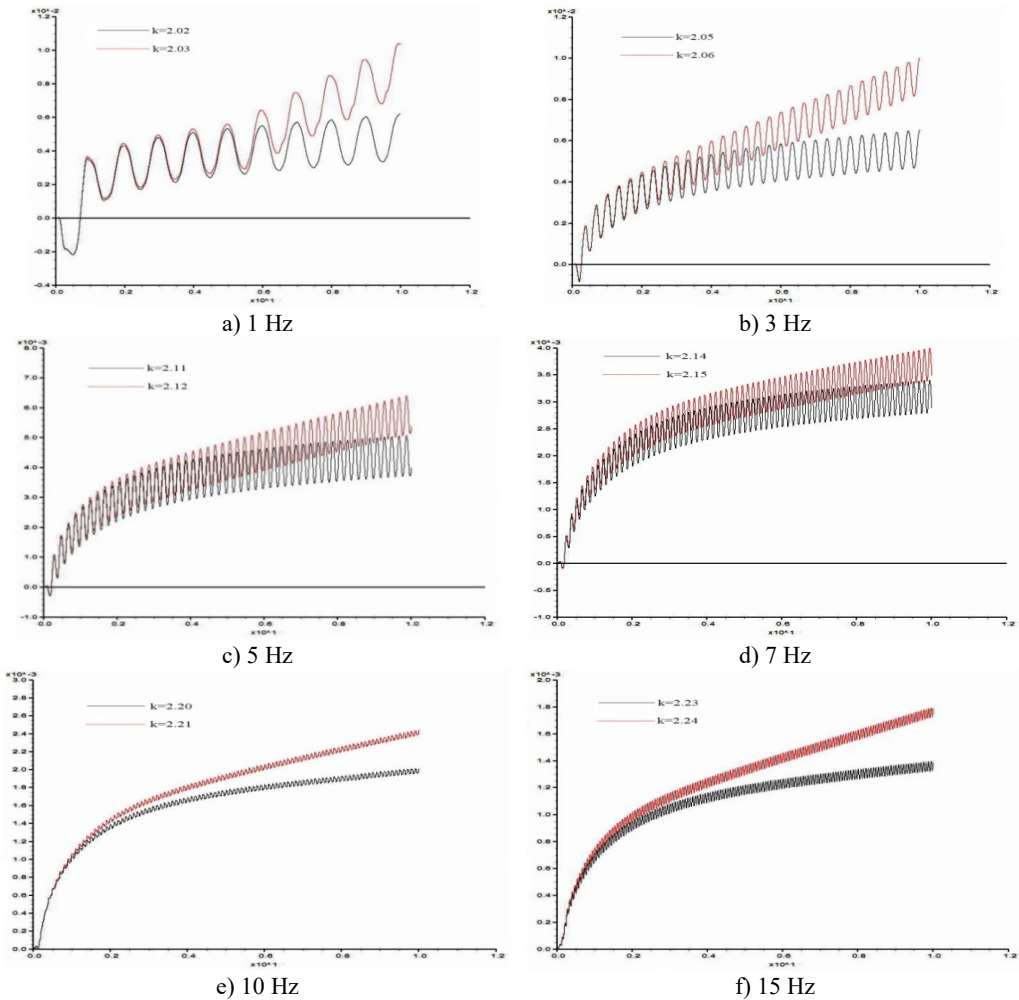 x10^-2
1.2
1.0
0.8
0.6
0.4
0.2
0.0
-0.2
-0.4
k=2.02
k=2.03
0.0 0.2 0.4 0.6 0.8 1.0 1.2
x10^1
a) 1 Hz
x10^-2
1.2
1.0
0.8
0.6
0.4
0.2
0.0
k=2.05
k=2.06
0.0 0.2 0.4 0.6 0.8 1.0 1.2
x10^1
b) 3 Hz
x10^-3
8.0
7.0
6.0
5.0
4.0
3.0
2.0
1.0
0.0
-1.0
k=2.11
k=2.12
0.0 0.2 0.4 0.6 0.8 1.0 1.2
x10^1
c) 5 Hz
x10^-3
4.0
3.5
3.0
2.5
2.0
1.5
1.0
0.5
0.0
-0.5
-1.0
k=2.14
k=2.15
0.0 0.2 0.4 0.6 0.8 1.0 1.2
x10^1
d) 7 Hz
x10^-3
3.0
2.8
2.6
2.4
2.2
2.0
1.8
1.6
1.4
1.2
1.0
0.8
0.6
0.4
0.2
0.0
k=2.20
k=2.21
0.0 0.2 0.4 0.6 0.8 1.0 1.2
x10^1
e) 10 Hz
x10^-3
2.0
1.8
1.6
1.4
1.2
1.0
0.8
0.6
0.4
0.2
0.0
k=2.23
k=2.24
0.0 0.2 0.4 0.6 0.8 1.0 1.2
x10^1
f) 15 Hz